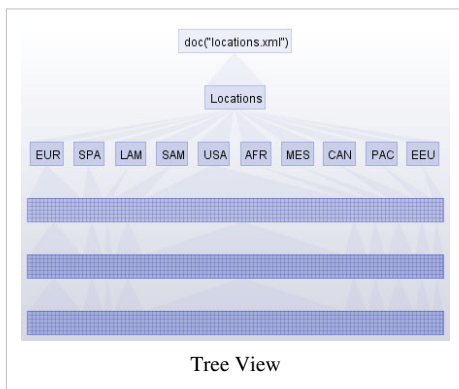 doc("locations.xml")
Locations
EUR SPA LAM SAM USA AFR MES CAN PAC EEU
Tree View